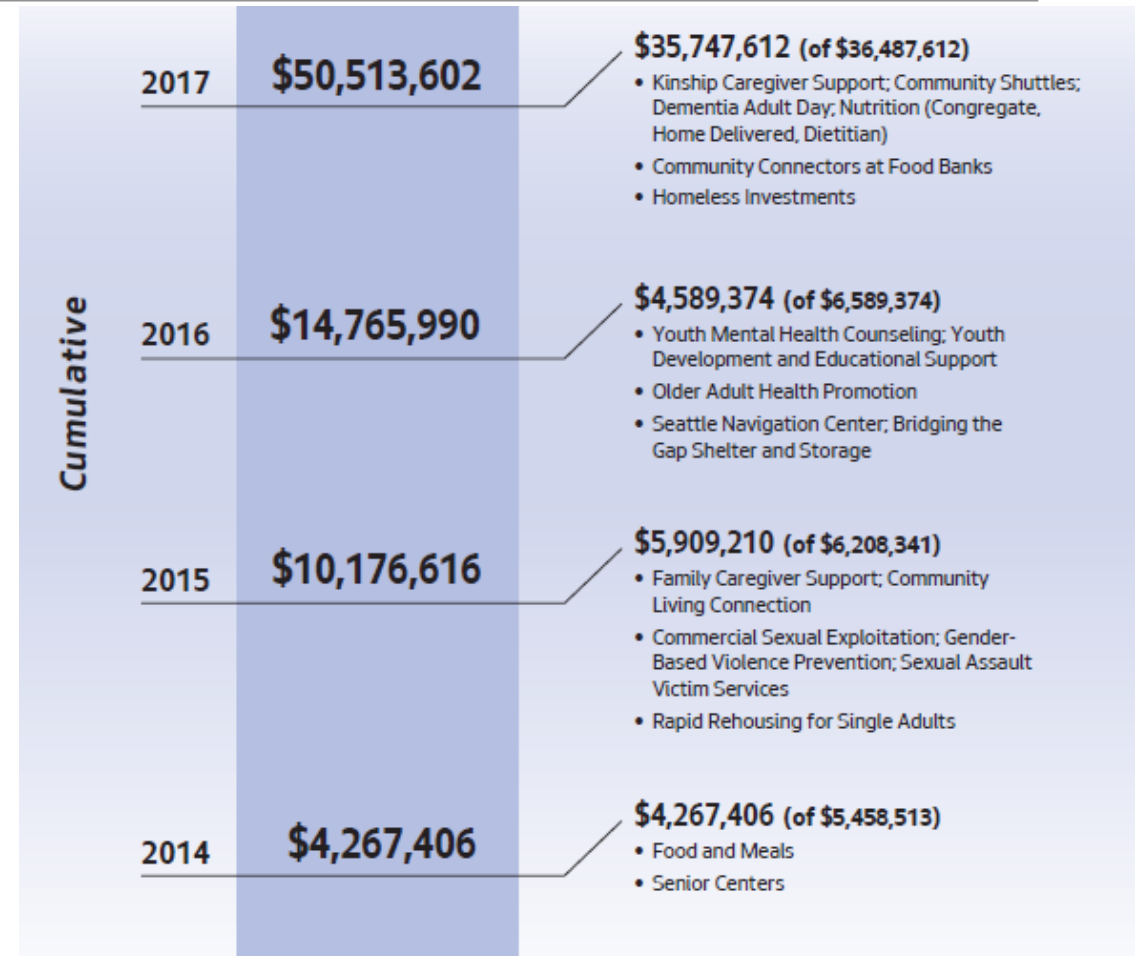 2017
$50,513,602
$35,747,612 (of $36,487,612)
• Kinship Caregiver Support; Community Shuttles;
Dementia Adult Day; Nutrition (Congregate,
Home Delivered, Dietitian)
• Community Connectors at Food Banks
• Homeless Investments
Cumulative
2016
$14,765,990
$4,589,374 (of $6,589,374)
• Youth Mental Health Counseling; Youth
Development and Educational Support
• Older Adult Health Promotion
• Seattle Navigation Center; Bridging the
Gap Shelter and Storage
2015
$10,176,616
$5,909,210 (of $6,208,341)
• Family Caregiver Support; Community
Living Connection
• Commercial Sexual Exploitation; Gender-
Based Violence Prevention; Sexual Assault
Victim Services
• Rapid Rehousing for Single Adults
2014
$4,267,406
$4,267,406 (of $5,458,513)
• Food and Meals
• Senior Centers